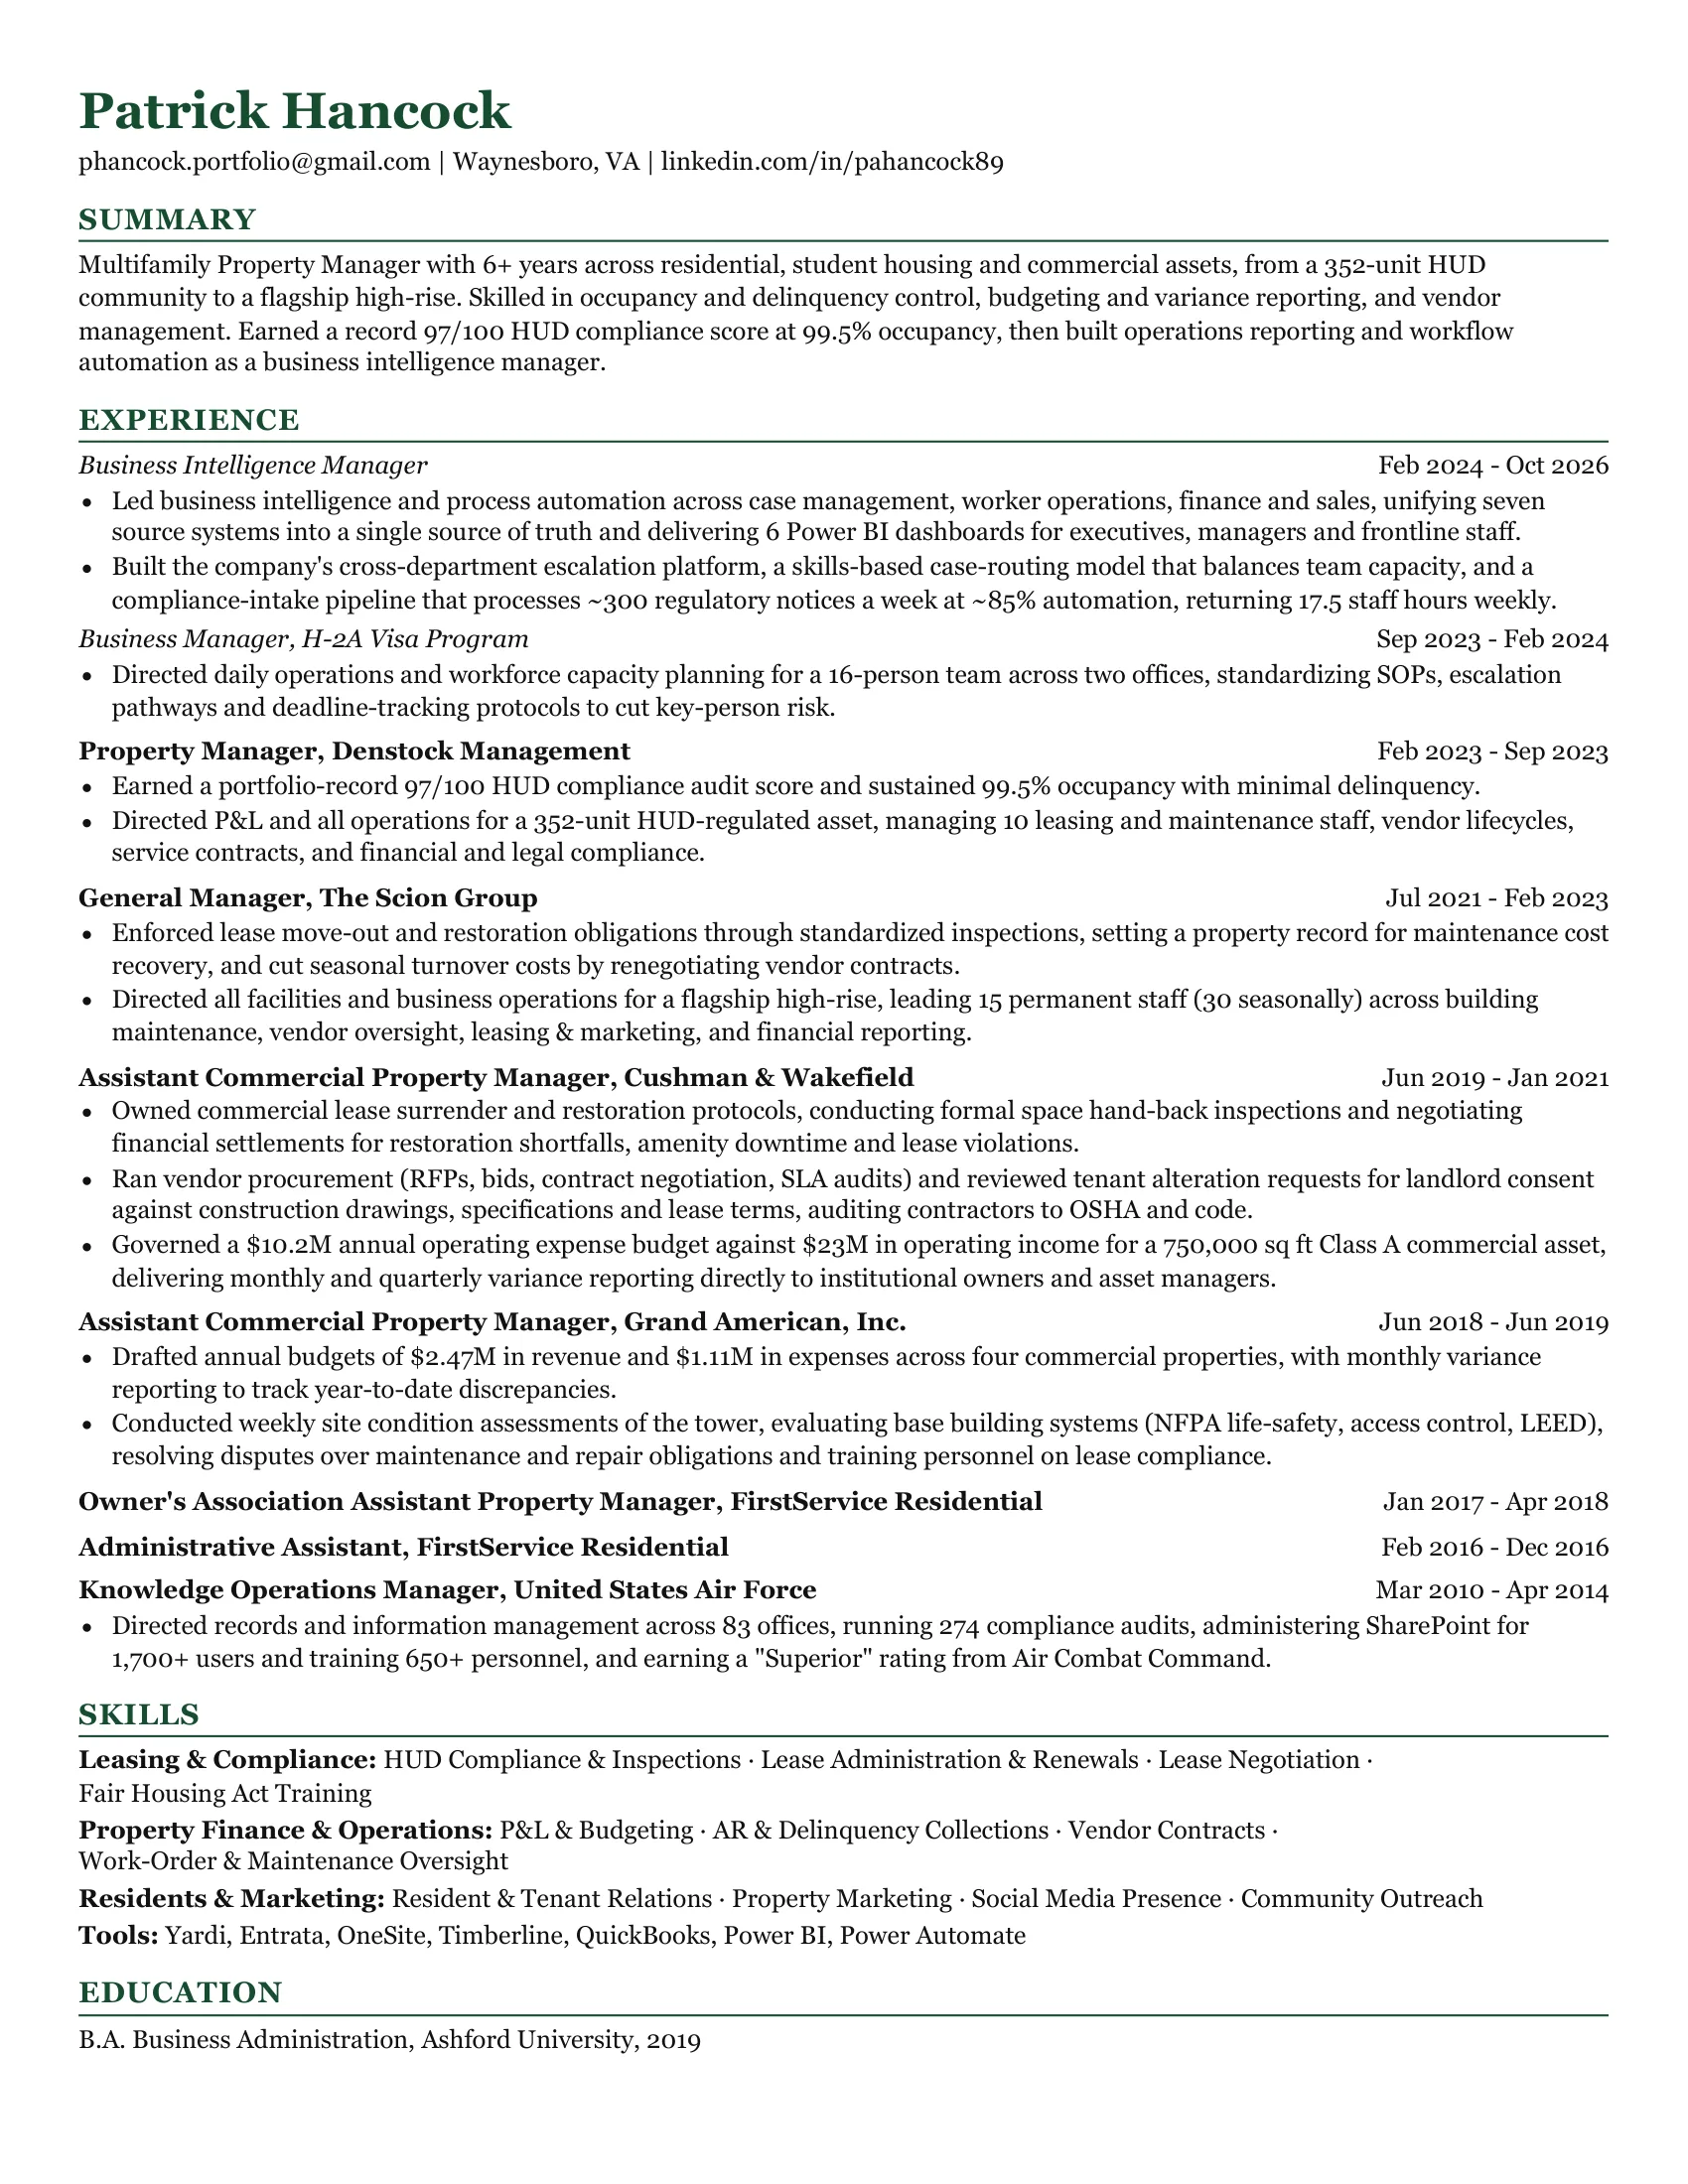 Patrick Hancock
phancock.portfolio@gmail.com | Waynesboro, VA | linkedin.com/in/pahancock89
SUMMARY
Multifamily Property Manager with 6+ years across residential, student housing and commercial assets, from a 352-unit HUD
community to a flagship high-rise. Skilled in occupancy and delinquency control, budgeting and variance reporting, and vendor
management. Earned a record 97/100 HUD compliance score at 99.5% occupancy, then built operations reporting and workflow
automation as a business intelligence manager.
EXPERIENCE
Business Intelligence Manager Feb 2024 - Oct 2026
• Led business intelligence and process automation across case management, worker operations, finance and sales, unifying seven
source systems into a single source of truth and delivering 6 Power BI dashboards for executives, managers and frontline staff.
• Built the company's cross-department escalation platform, a skills-based case-routing model that balances team capacity, and a
compliance-intake pipeline that processes ~300 regulatory notices a week at ~85% automation, returning 17.5 staff hours weekly.
Business Manager, H-2A Visa Program Sep 2023 - Feb 2024
• Directed daily operations and workforce capacity planning for a 16-person team across two offices, standardizing SOPs, escalation
pathways and deadline-tracking protocols to cut key-person risk.
Property Manager, Denstock Management Feb 2023 - Sep 2023
• Earned a portfolio-record 97/100 HUD compliance audit score and sustained 99.5% occupancy with minimal delinquency.
• Directed P&L and all operations for a 352-unit HUD-regulated asset, managing 10 leasing and maintenance staff, vendor lifecycles,
service contracts, and financial and legal compliance.
General Manager, The Scion Group Jul 2021 - Feb 2023
• Enforced lease move-out and restoration obligations through standardized inspections, setting a property record for maintenance cost
recovery, and cut seasonal turnover costs by renegotiating vendor contracts.
• Directed all facilities and business operations for a flagship high-rise, leading 15 permanent staff (30 seasonally) across building
maintenance, vendor oversight, leasing & marketing, and financial reporting.
Assistant Commercial Property Manager, Cushman & Wakefield Jun 2019 - Jan 2021
• Owned commercial lease surrender and restoration protocols, conducting formal space hand-back inspections and negotiating
financial settlements for restoration shortfalls, amenity downtime and lease violations.
• Ran vendor procurement (RFPs, bids, contract negotiation, SLA audits) and reviewed tenant alteration requests for landlord consent
against construction drawings, specifications and lease terms, auditing contractors to OSHA and code.
• Governed a $10.2M annual operating expense budget against $23M in operating income for a 750,000 sq ft Class A commercial asset,
delivering monthly and quarterly variance reporting directly to institutional owners and asset managers.
Assistant Commercial Property Manager, Grand American, Inc. Jun 2018 - Jun 2019
• Drafted annual budgets of $2.47M in revenue and $1.11M in expenses across four commercial properties, with monthly variance
reporting to track year-to-date discrepancies.
• Conducted weekly site condition assessments of the tower, evaluating base building systems (NFPA life-safety, access control, LEED),
resolving disputes over maintenance and repair obligations and training personnel on lease compliance.
Owner's Association Assistant Property Manager, FirstService Residential Jan 2017 - Apr 2018
Administrative Assistant, FirstService Residential Feb 2016 - Dec 2016
Knowledge Operations Manager, United States Air Force Mar 2010 - Apr 2014
• Directed records and information management across 83 offices, running 274 compliance audits, administering SharePoint for
1,700+ users and training 650+ personnel, and earning a "Superior" rating from Air Combat Command.
SKILLS
Leasing & Compliance: HUD Compliance & Inspections · Lease Administration & Renewals · Lease Negotiation ·
Fair Housing Act Training
Property Finance & Operations: P&L & Budgeting · AR & Delinquency Collections · Vendor Contracts ·
Work-Order & Maintenance Oversight
Residents & Marketing: Resident & Tenant Relations · Property Marketing · Social Media Presence · Community Outreach
Tools: Yardi, Entrata, OneSite, Timberline, QuickBooks, Power BI, Power Automate
EDUCATION
B.A. Business Administration, Ashford University, 2019